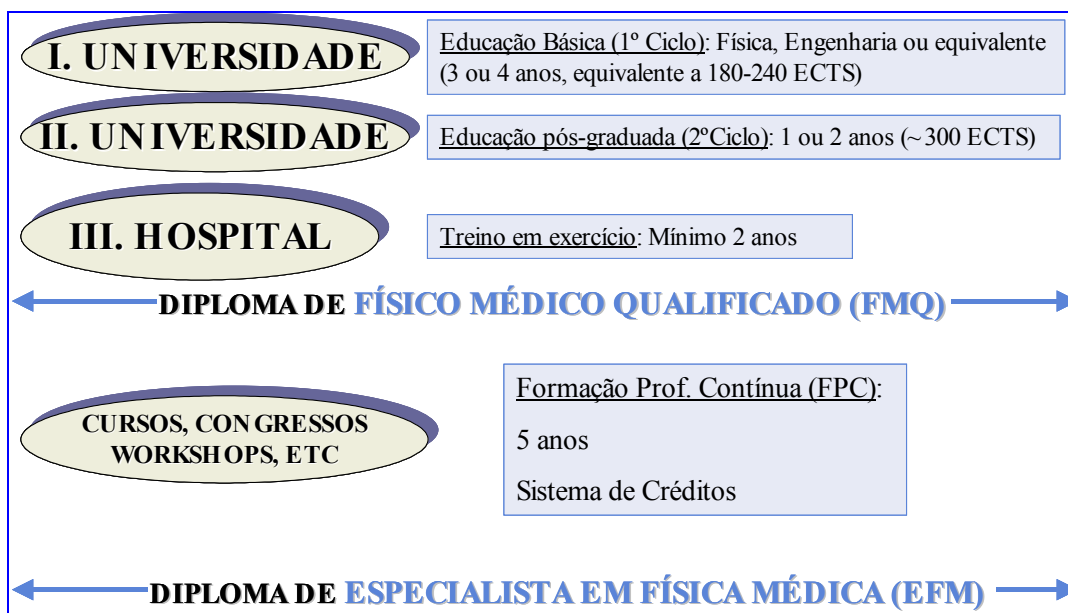 I. UNIVERSIDADE
Educação Básica (1º Ciclo): Física, Engenharia ou equivalente
(3 ou 4 anos, equivalente a 180-240 ECTS)
II. UNIVERSIDADE
Educação pós-graduada (2ºCiclo): 1 ou 2 anos (~300 ECTS)
III. HOSPITAL
Treino em exercício: Mínimo 2 anos
DIPLOMA DE FÍSICO MÉDICO QUALIFICADO (FMQ)
CURSOS, CONGRESSOS
WORKSHOPS, ETC
Formação Prof. Contínua (FPC):
5 anos
Sistema de Créditos
DIPLOMA DE ESPECIALISTA EM FÍSICA MÉDICA (EFM)